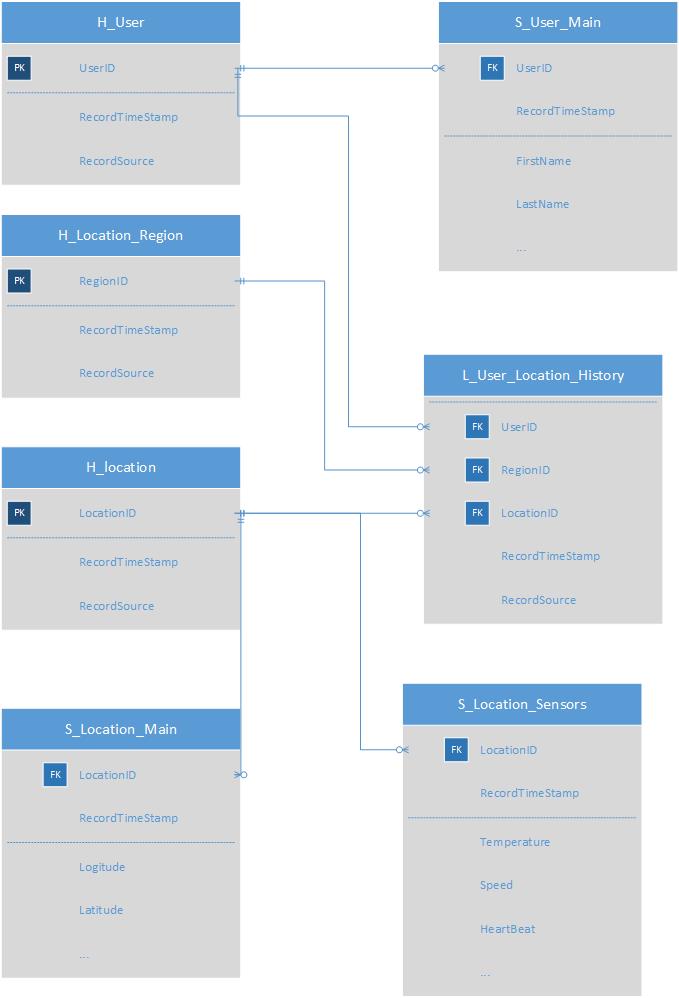 H_User
PK UserID
RecordTimeStamp
RecordSource
S_User_Main
FK UserID
RecordTimeStamp
FirstName
LastName
...
H_Location_Region
PK RegionID
RecordTimeStamp
RecordSource
L_User_Location_History
FK UserID
FK RegionID
FK LocationID
RecordTimeStamp
RecordSource
H_location
PK LocationID
RecordTimeStamp
RecordSource
S_Location_Main
FK LocationID
RecordTimeStamp
Logitude
Latitude
...
S_Location_Sensors
FK LocationID
RecordTimeStamp
Temperature
Speed
HeartBeat
...